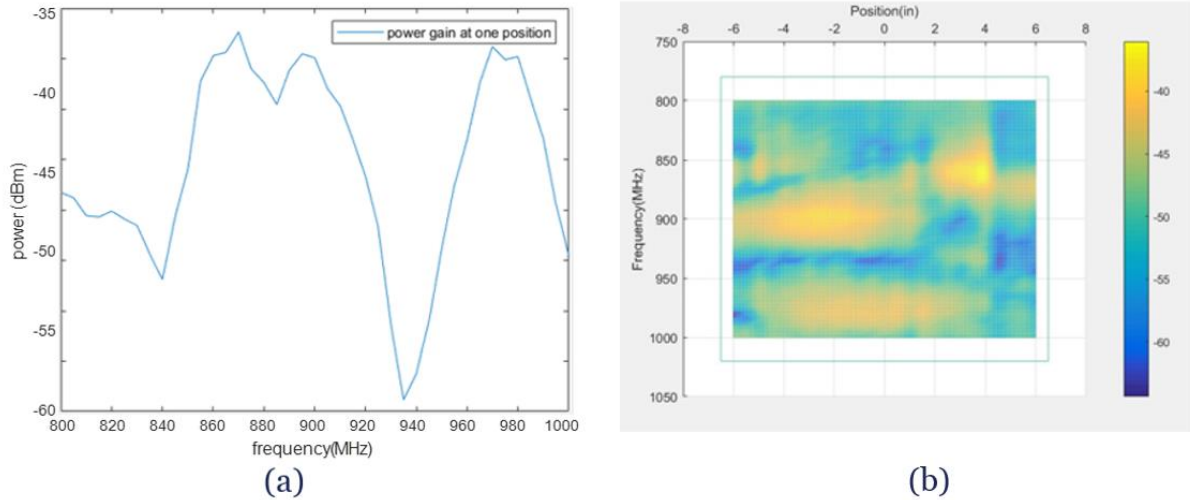 power gain at one position
-35
-40
-45
-50
-55
-60
power (dBm)
800 820 840 860 880 900 920 940 960 980 1000
frequency(MHz)
(a)
Position(in)
-8 -6 -4 -2 0 2 4 6 8
750
800
850
900
950
1000
1050
Frequency(MHz)
-40
-45
-50
-55
-60
(b)